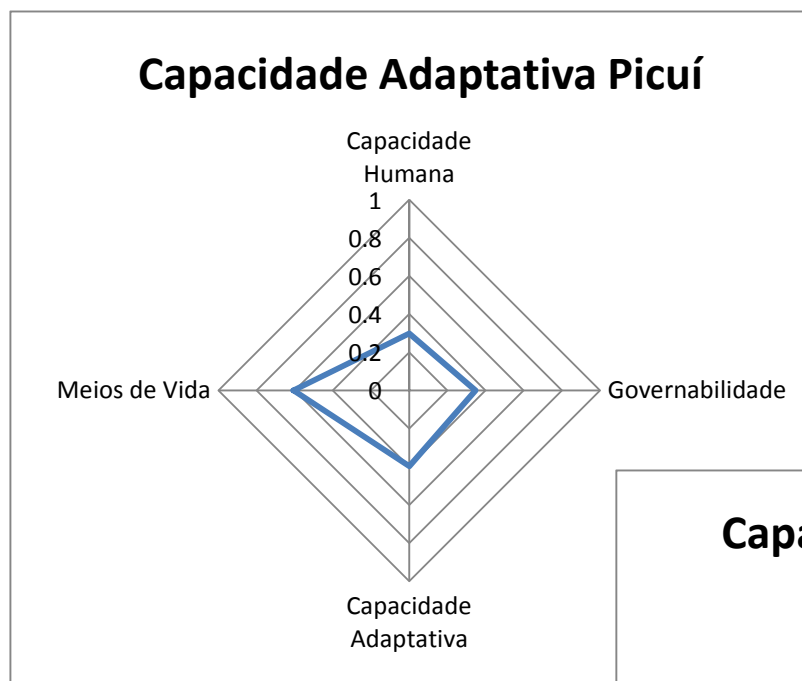 Capacidade Adaptativa Picuí
Capacidade
Humana
1
0.8
0.6
0.4
0.2
0
Meios de Vida
Governabilidade
Capacidade
Adaptativa
Capa